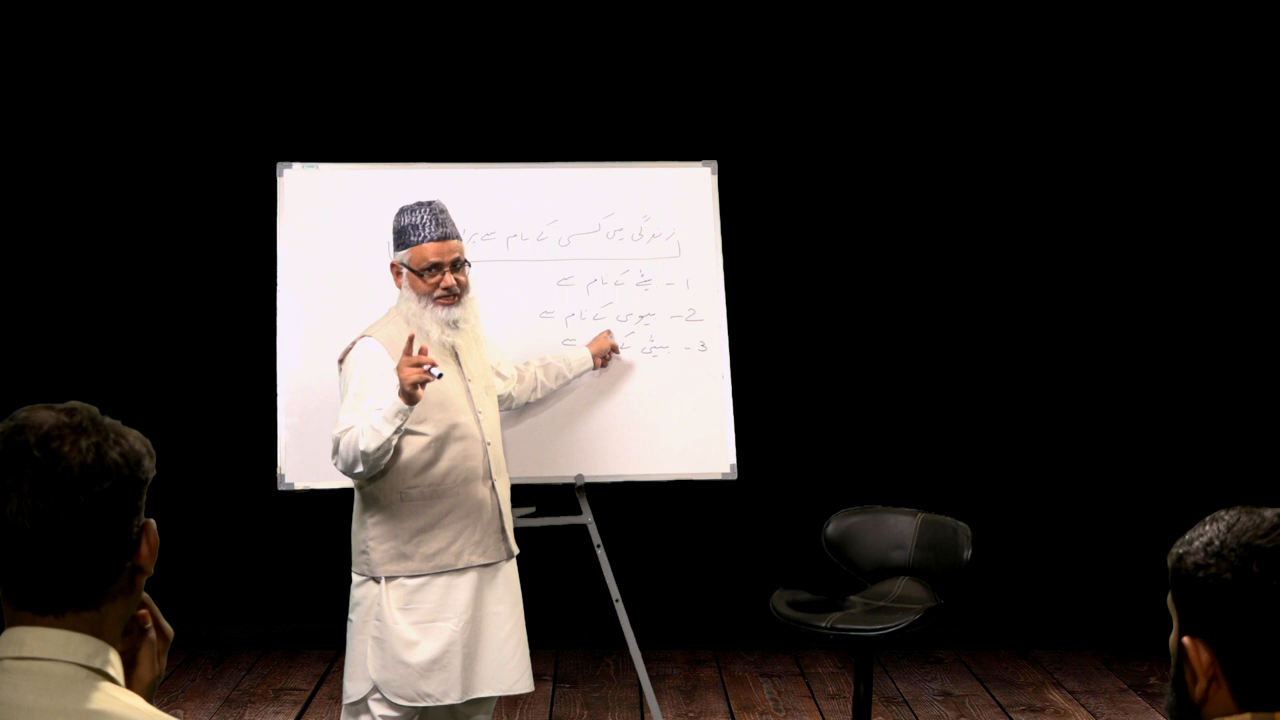 زندگی میں کسی کے نام سے
1- بیٹے کے نام سے
2- بیوی کے نام سے
3- بیٹی کے سے